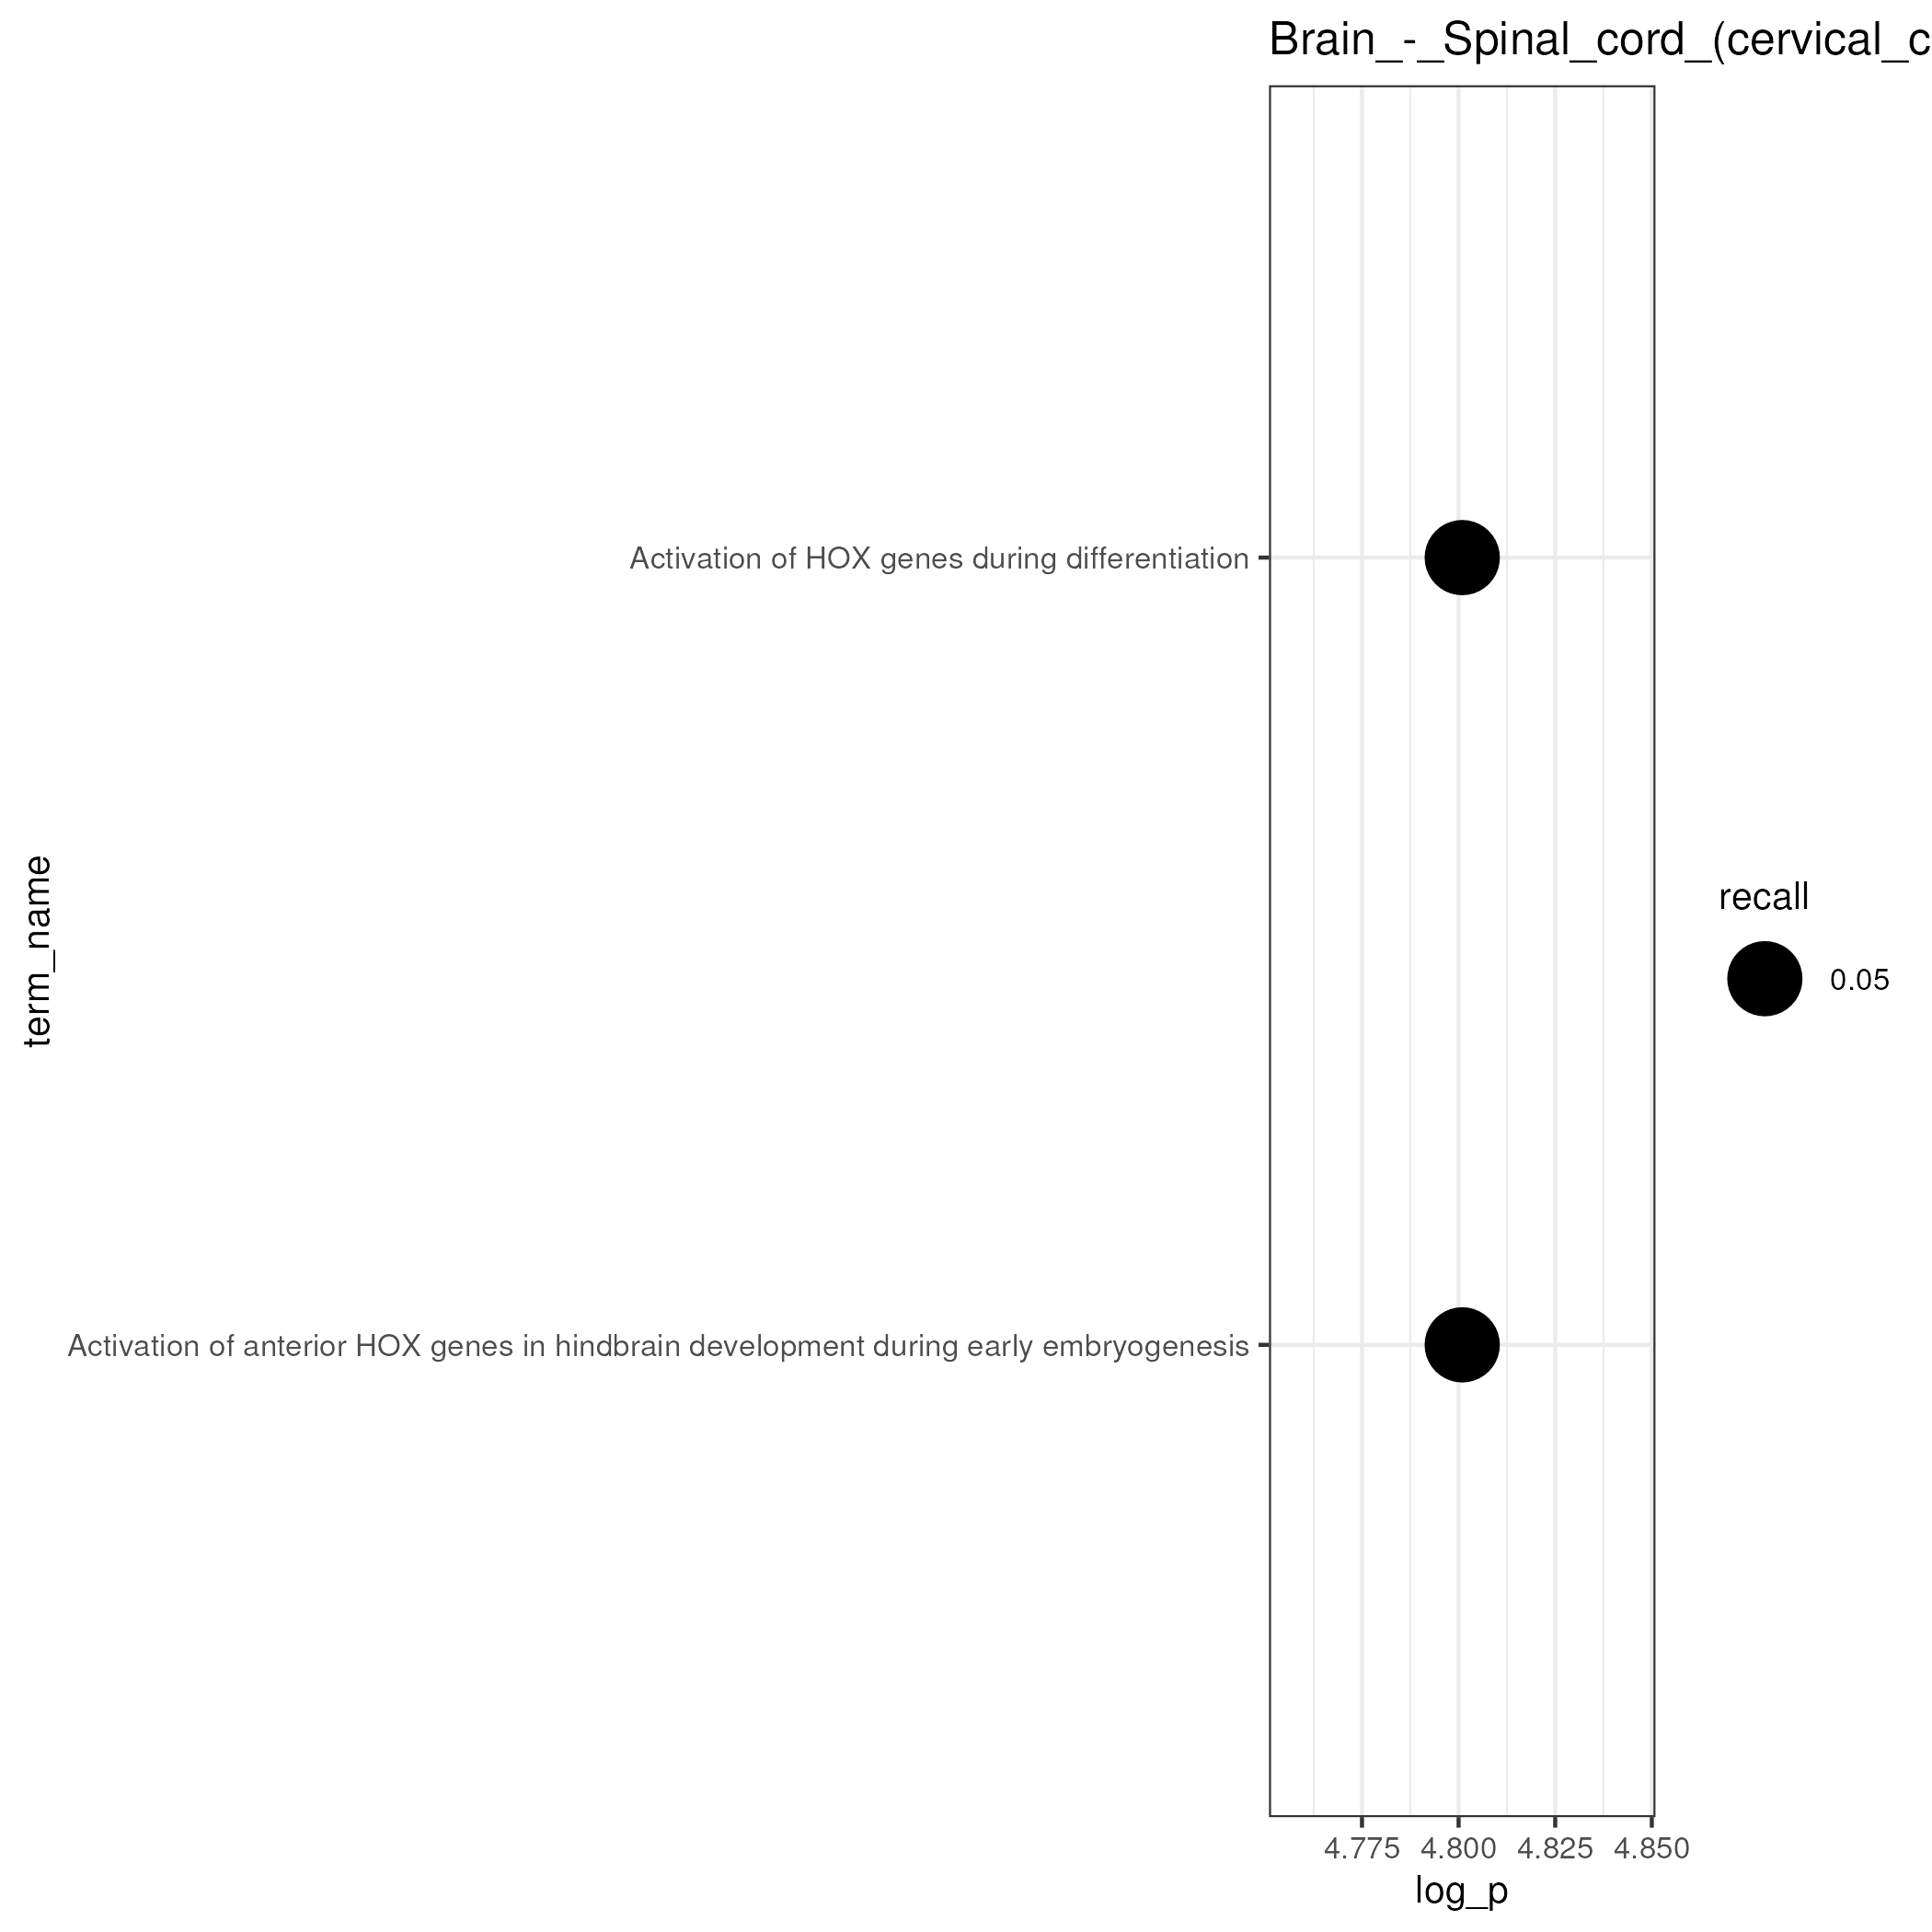 Brain_-_Spinal_cord_(cervical_c
Activation of HOX genes during differentiation
term_name
recall
0.05
Activation of anterior HOX genes in hindbrain development during early embryogenesis
4.775 4.800 4.825 4.850
log_p